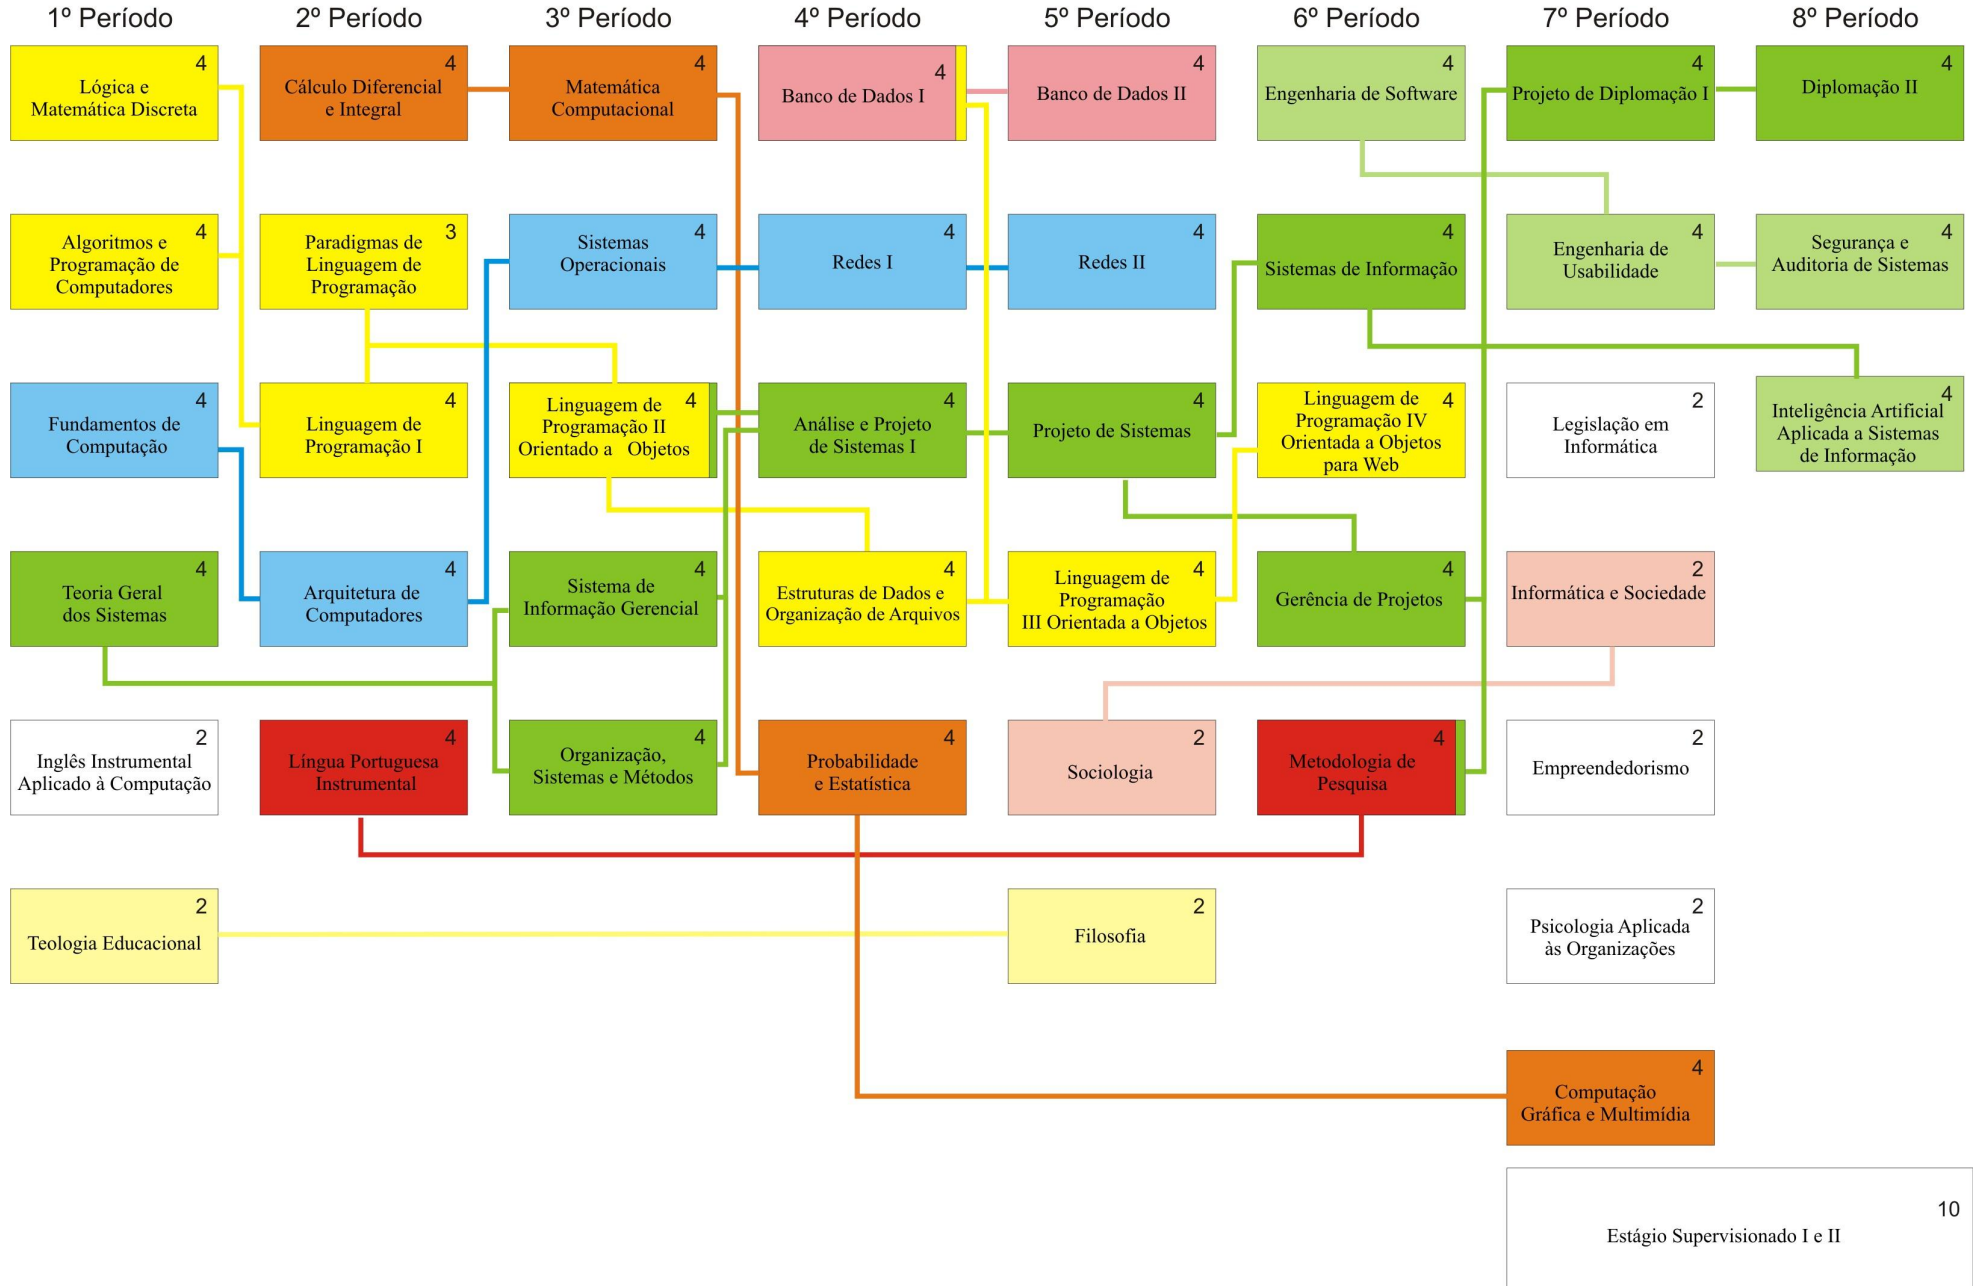 1º Período
2º Período
3º Período
4º Período
5º Período
6º Período
7º Período
8º Período
4
Lógica e
Matemática Discreta
4
Cálculo Diferencial
e Integral
4
Matemática
Computacional
4
Banco de Dados I
4
Banco de Dados II
4
Engenharia de Software
4
Projeto de Diplomação I
4
Diplomação II
4
Algoritmos e
Programação de
Computadores
3
Paradigmas de
Linguagem de
Programação
4
Sistemas
Operacionais
4
Redes I
4
Redes II
4
Sistemas de Informação
4
Engenharia de
Usabilidade
4
Segurança e
Auditoria de Sistemas
4
Fundamentos de
Computação
4
Linguagem de
Programação I
4
Linguagem de
Programação II
Orientado a Objetos
4
Análise e Projeto
de Sistemas I
4
Projeto de Sistemas
4
Linguagem de
Programação IV
Orientada a Objetos
para Web
2
Legislação em
Informática
4
Inteligência Artificial
Aplicada a Sistemas
de Informação
4
Teoria Geral
dos Sistemas
4
Arquitetura de
Computadores
4
Sistema de
Informação Gerencial
4
Estruturas de Dados e
Organização de Arquivos
4
Linguagem de
Programação
III Orientada a Objetos
4
Gerência de Projetos
2
Informática e Sociedade
2
Inglês Instrumental
Aplicado à Computação
4
Língua Portuguesa
Instrumental
4
Organização,
Sistemas e Métodos
4
Probabilidade
e Estatística
2
Sociologia
4
Metodologia de
Pesquisa
2
Empreendedorismo
2
Teologia Educacional
2
Filosofia
2
Psicologia Aplicada
às Organizações
4
Computação
Gráfica e Multimídia
10
Estágio Supervisionado I e II